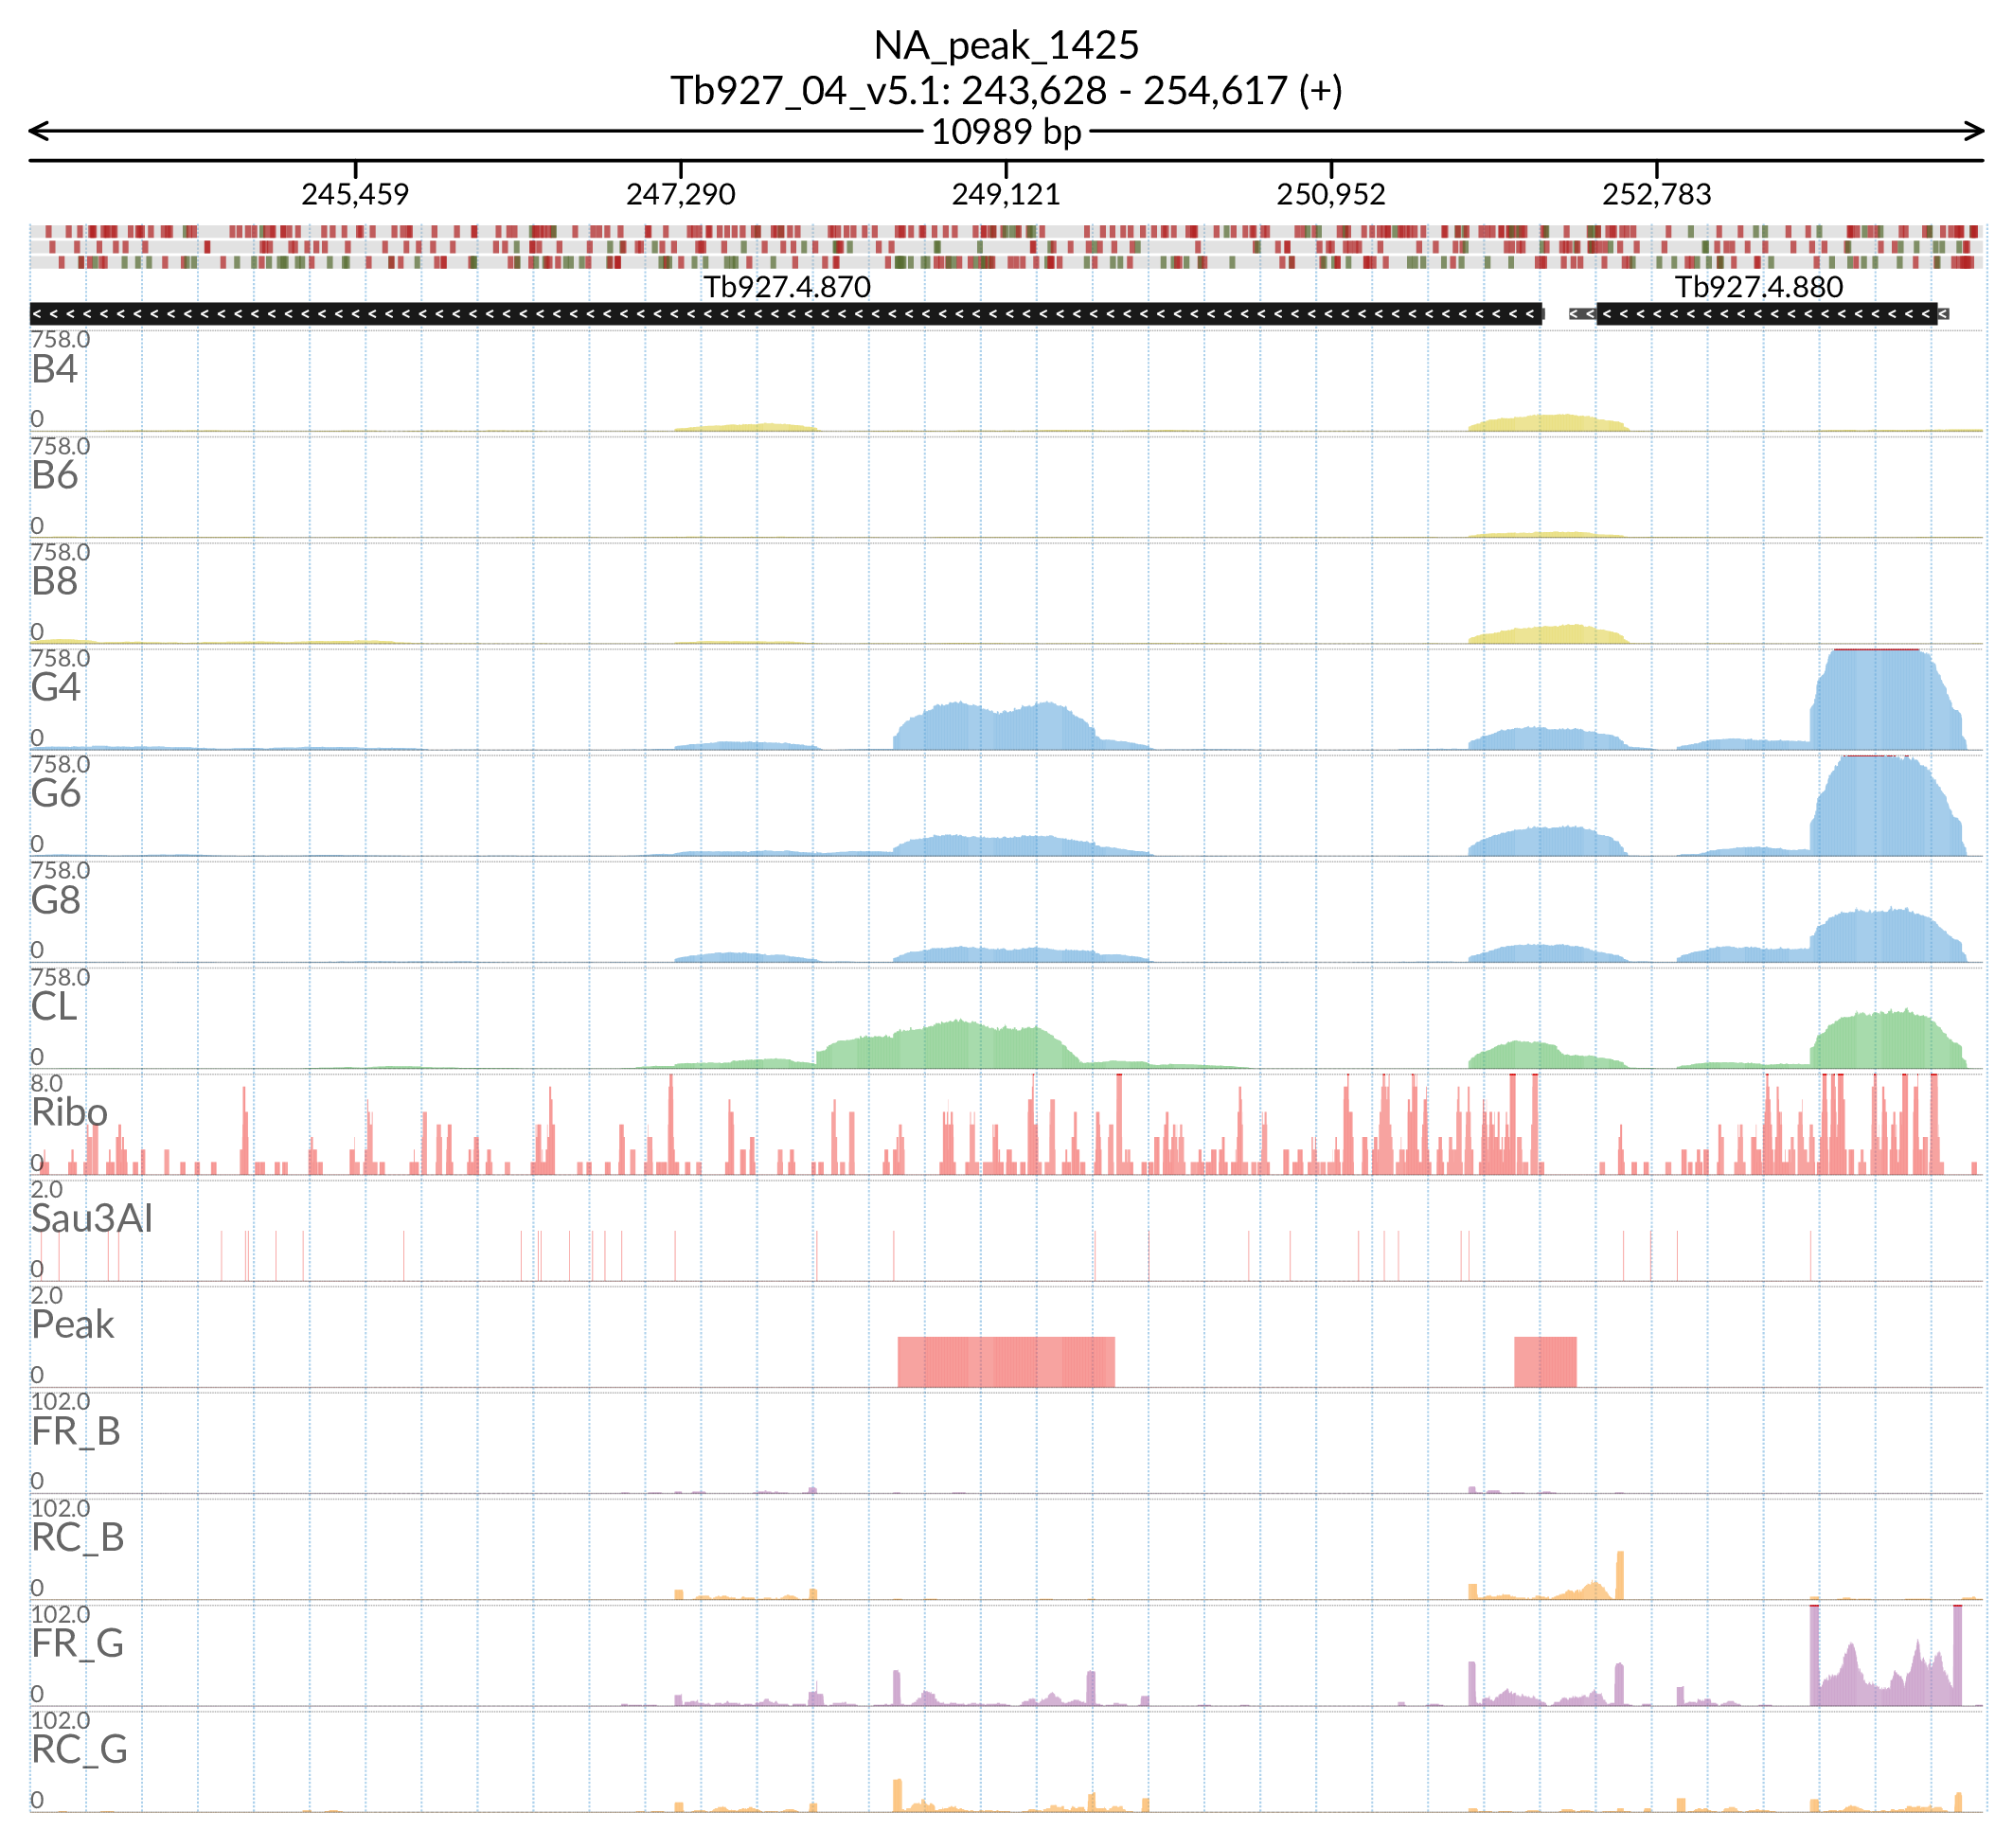 NA_peak_1425
Tb927_04_v5.1: 243,628 - 254,617 (+)
10989 bp
245,459 247,290 249,121 250,952 252,783
Tb927.4.870 Tb927.4.880
758.0
B4
0
758.0
B6
0
758.0
B8
0
758.0
G4
0
758.0
G6
0
758.0
G8
0
758.0
CL
0
8.0
Ribo
0
2.0
Sau3AI
0
2.0
Peak
0
102.0
FR_B
0
102.0
RC_B
0
102.0
FR_G
0
102.0
RC_G
0